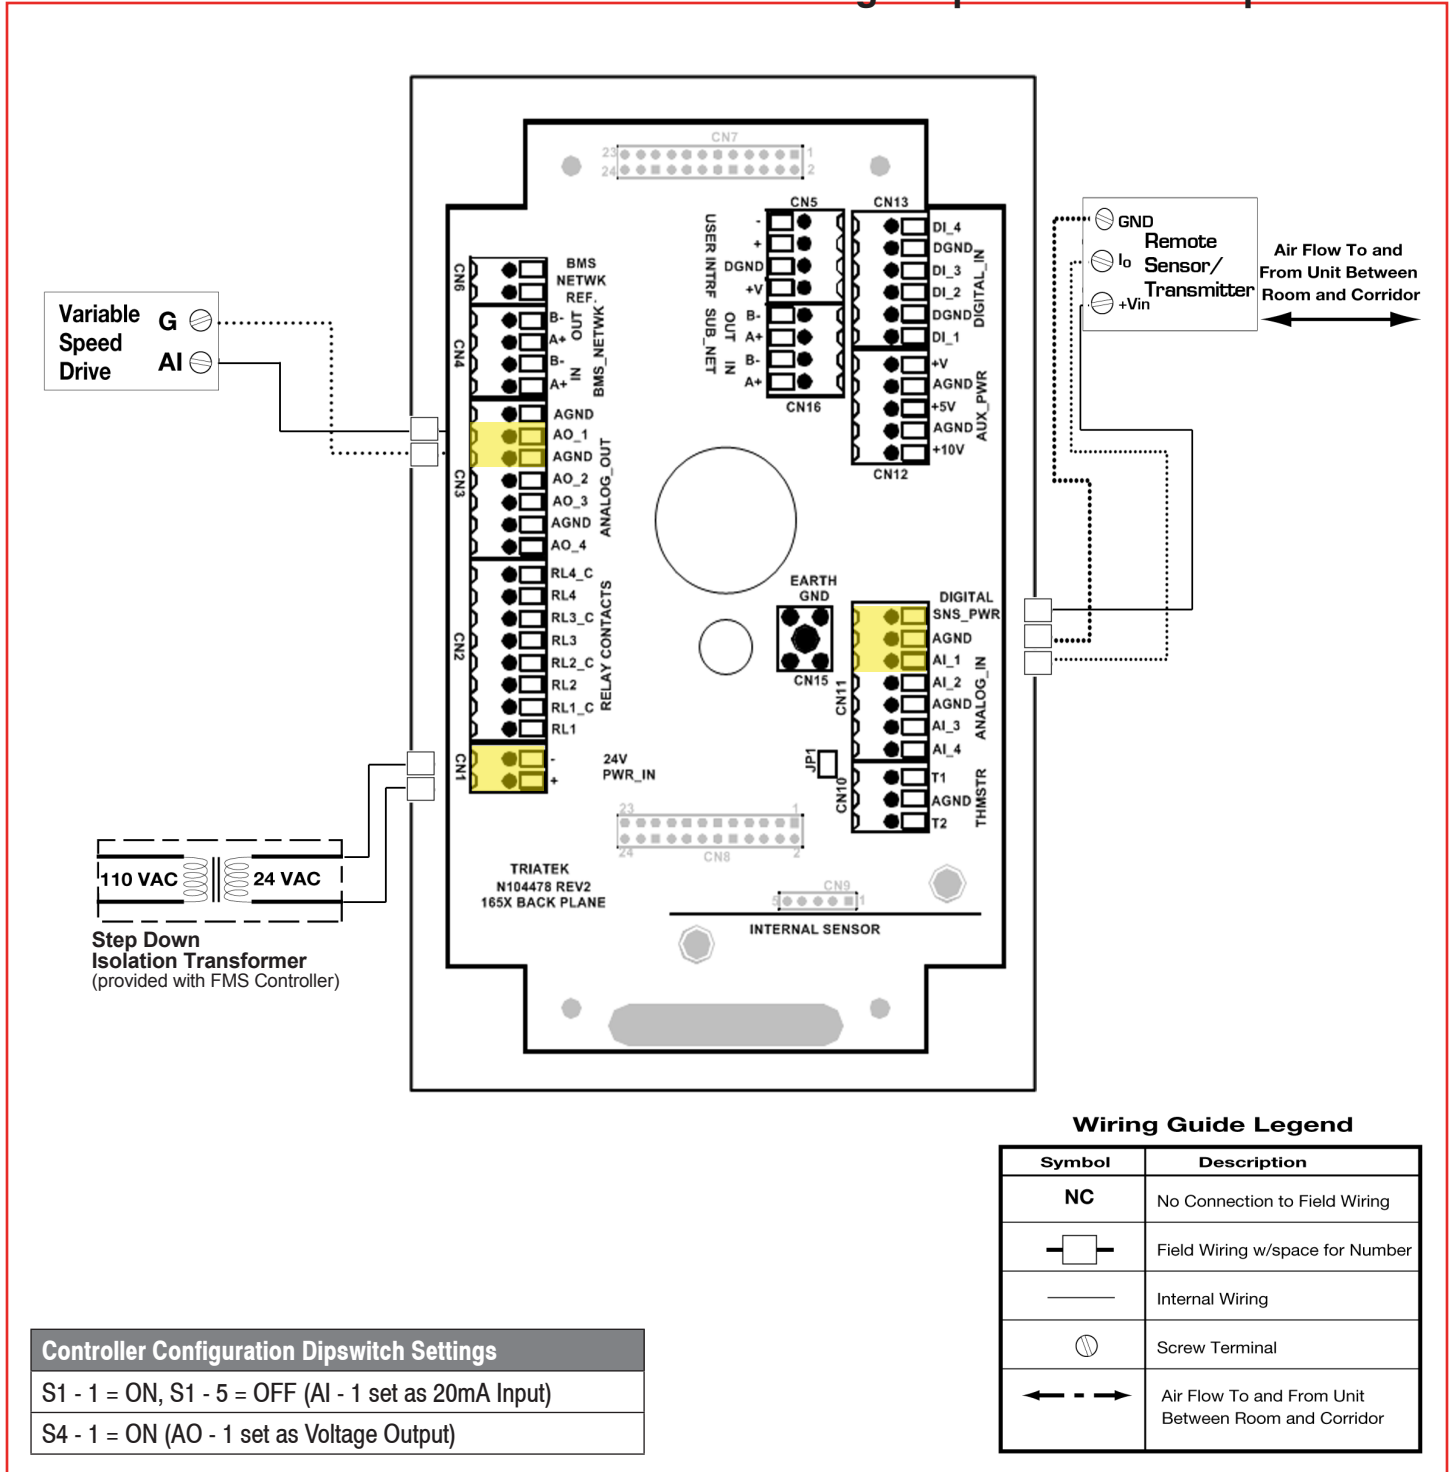 CN7
23
1
24
2
CN5
CN13
USER INTRF
-
+
DGND
+V
SUB_NET
OUT
IN
B-
A+
B-
A+
CN16
DI_4
DGND
DI_3
DI_2
DGND
DI_1
DIGITAL_IN
+V
AGND
+5V
AGND
+10V
AUX_PWR
CN12
GND
Io
+Vin
Remote
Sensor/
Transmitter
Air Flow To and
From Unit Between
Room and Corridor
Variable
Speed
Drive
G
AI
CN6
BMS
NETWK
REF.
CN4
B-
A+
B-
A+
OUT
IN
BMS_NETWK
CN3
AGND
AO_1
AGND
AO_2
AO_3
AGND
AO_4
ANALOG_OUT
CN2
RL4_C
RL4
RL3_C
RL3
RL2_C
RL2
RL1_C
RL1
RELAY CONTACTS
CN1
-
+
24V
PWR_IN
EARTH
GND
CN15
DIGITAL
SNS_PWR
AGND
AI_1
AI_2
AGND
AI_3
AI_4
ANALOG_IN
CN11
JP1
CN10
T1
AGND
T2
THMSTR
23
1
24
2
CN8
110 VAC
24 VAC
Step Down
Isolation Transformer
(provided with FMS Controller)
TRIATEK
N104478 REV2
165X BACK PLANE
CN9
5
1
INTERNAL SENSOR
Wiring Guide Legend
Symbol Description
NC No Connection to Field Wiring
Field Wiring w/space for Number
Internal Wiring
Screw Terminal
Air Flow To and From Unit
Between Room and Corridor
Controller Configuration Dipswitch Settings
S1 - 1 = ON, S1 - 5 = OFF (AI - 1 set as 20mA Input)
S4 - 1 = ON (AO - 1 set as Voltage Output)